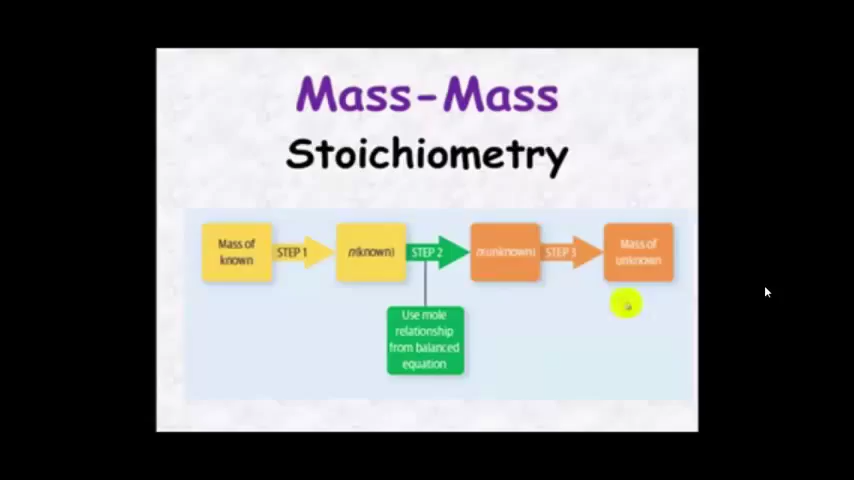 Mass-Mass
Stoichiometry
Mass of
known
STEP 1
n(known)
STEP 2
n(unknown)
STEP 3
Mass of
unknown
Use mole
relationship
from balanced
equation